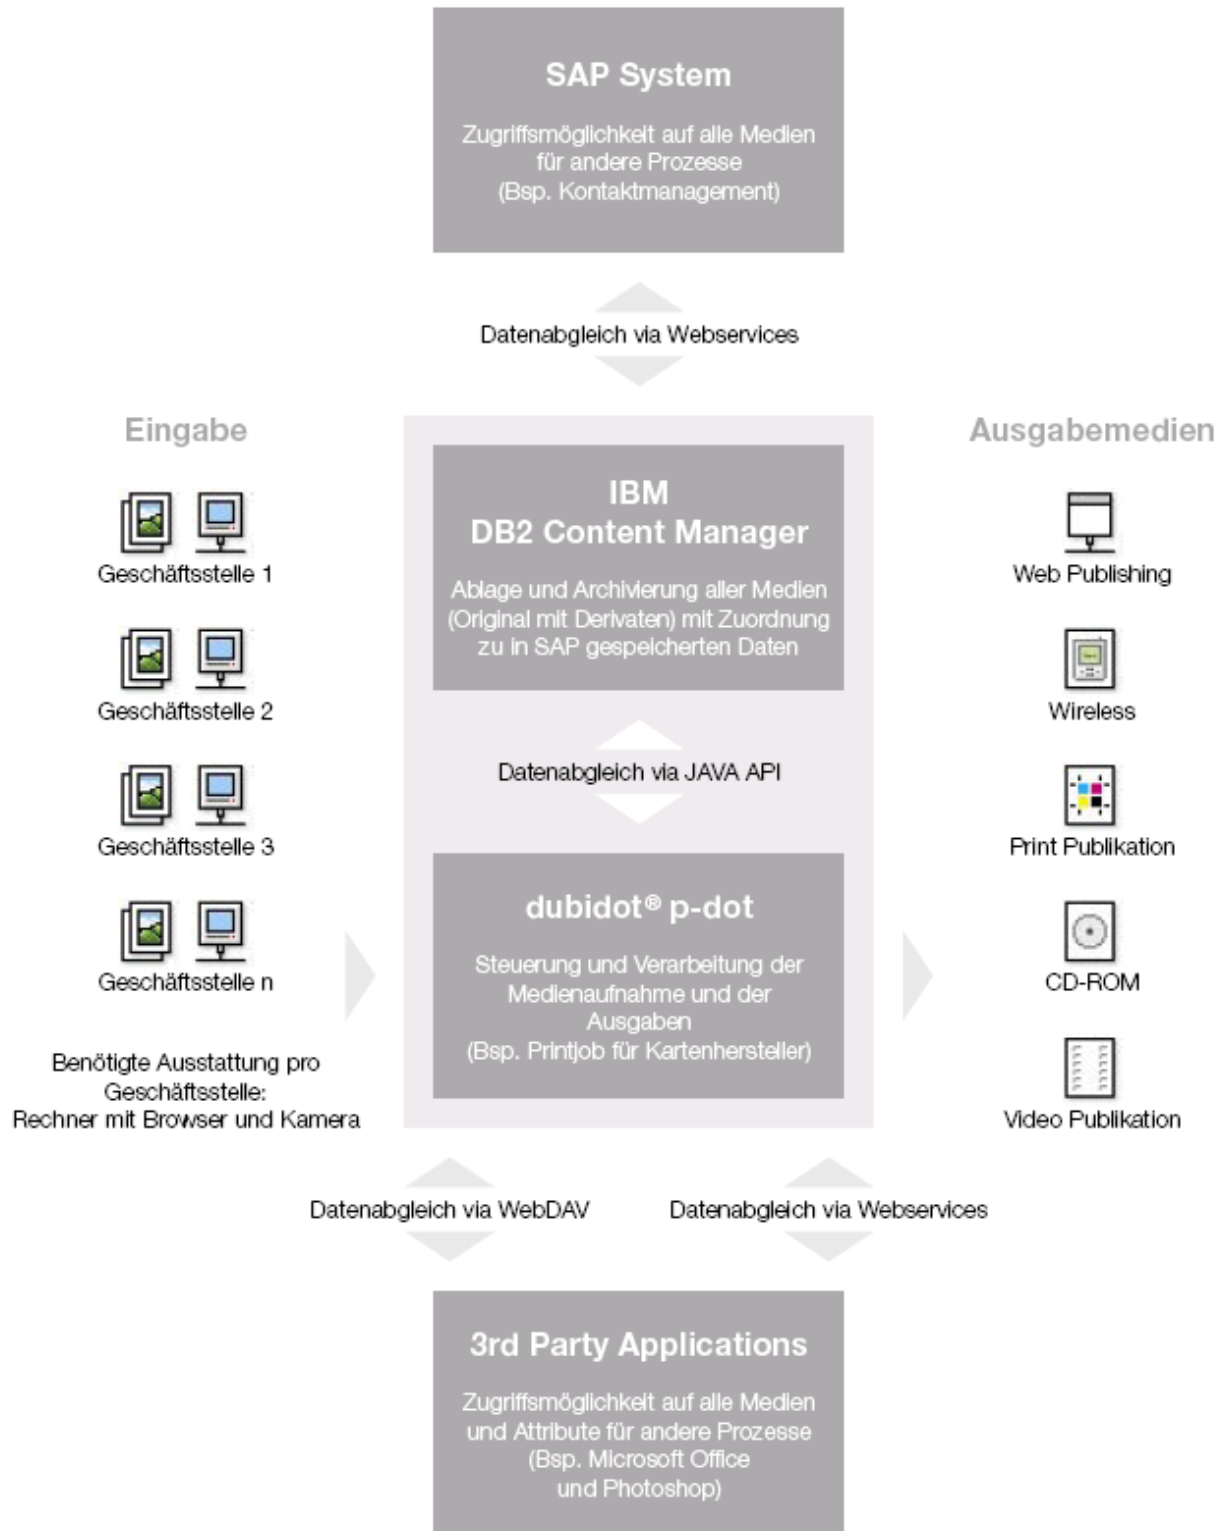 SAP System
Zugriffsmöglichkeit auf alle Medien
für andere Prozesse
(Bsp. Kontaktmanagement)
Datenabgleich via Webservices
Eingabe
Geschäftsstelle 1
Geschäftsstelle 2
Geschäftsstelle 3
Geschäftsstelle n
Benötigte Ausstattung pro
Geschäftsstelle:
Rechner mit Browser und Kamera
IBM
DB2 Content Manager
Ablage und Archivierung aller Medien
(Original mit Derivaten) mit Zuordnung
zu in SAP gespeicherten Daten
Datenabgleich via JAVA API
dubidot® p-dot
Steuerung und Verarbeitung der
Medienaufnahme und der
Ausgaben
(Bsp. Printjob für Kartenhersteller)
Ausgabemedien
Web Publishing
Wireless
Print Publikation
CD-ROM
Video Publikation
Datenabgleich via WebDAV
Datenabgleich via Webservices
3rd Party Applications
Zugriffsmöglichkeit auf alle Medien
und Attribute für andere Prozesse
(Bsp. Microsoft Office
und Photoshop)